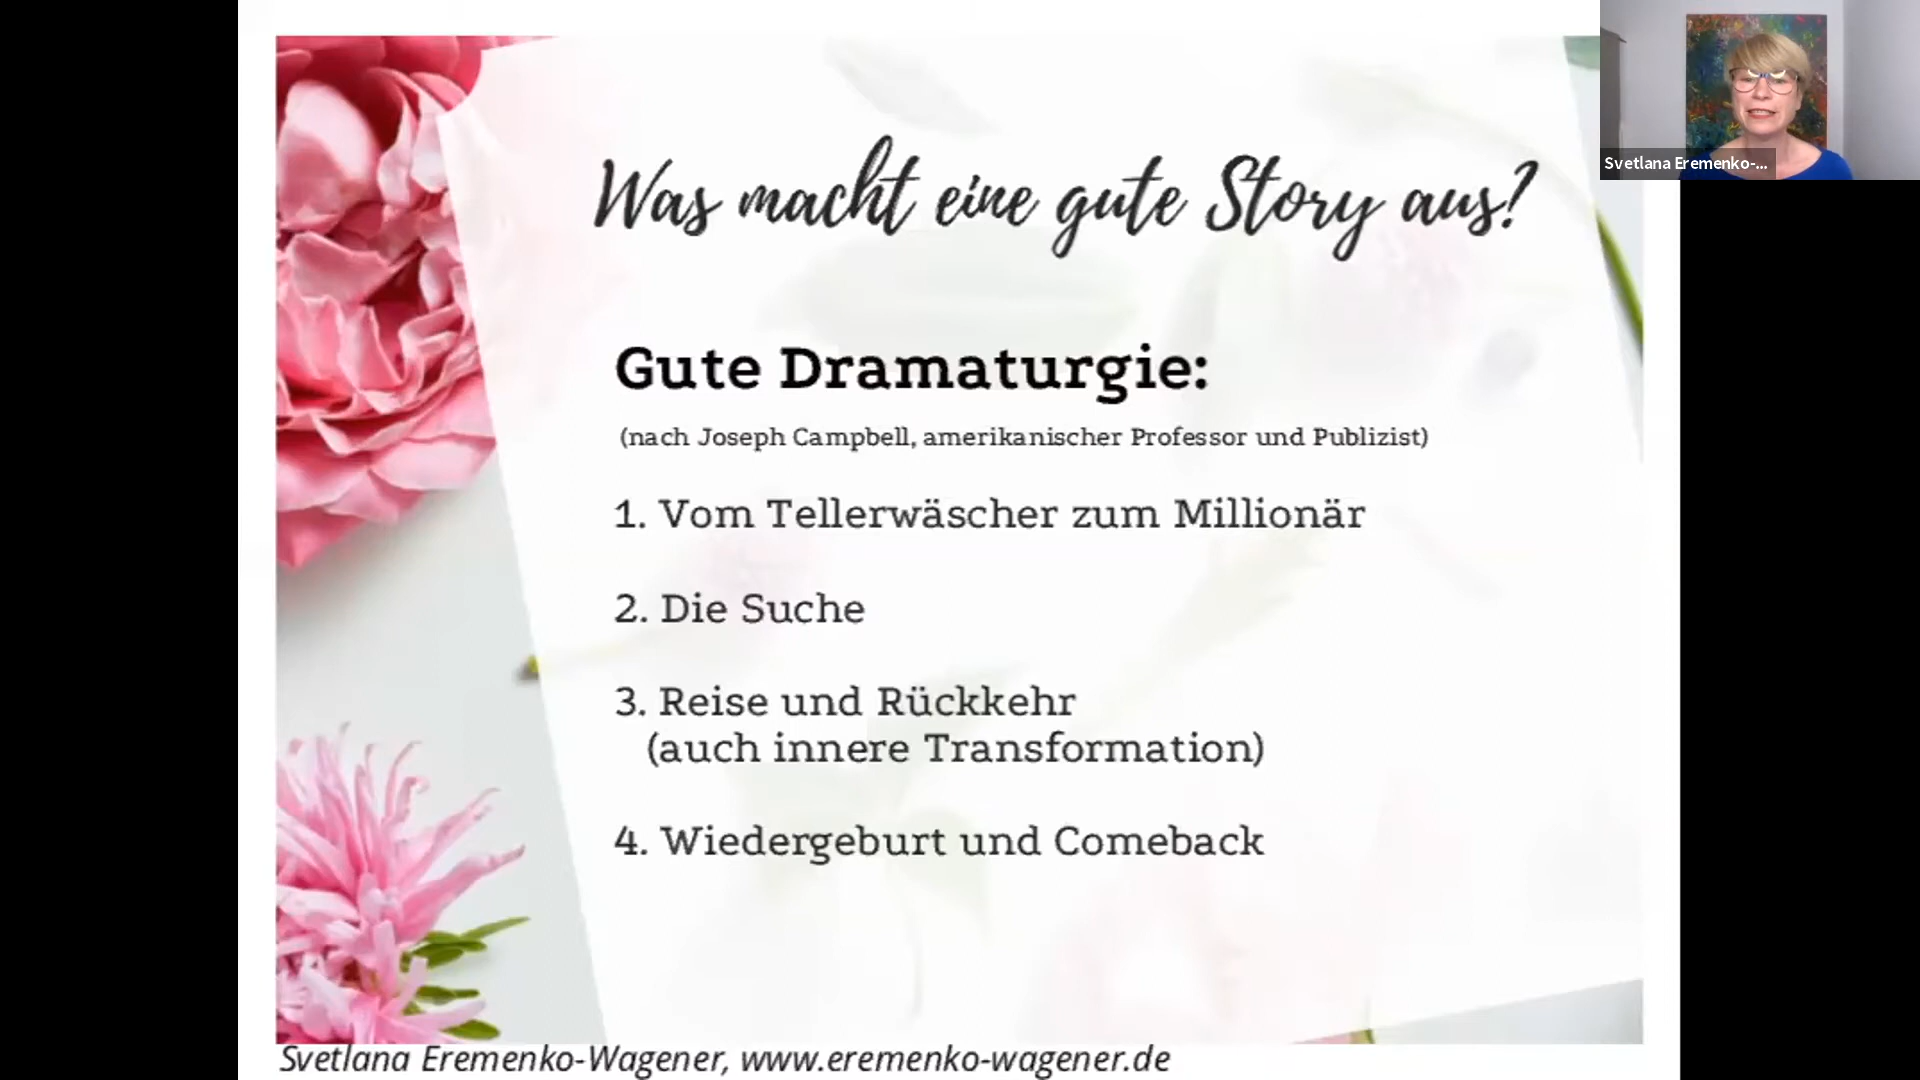 Was macht eine gute Story aus?
Svetlana Eremenko-...
Gute Dramaturgie:
(nach Joseph Campbell, amerikanischer Professor und Publizist)
1. Vom Tellerwäscher zum Millionär
2. Die Suche
3. Reise und Rückkehr
(auch innere Transformation)
4. Wiedergeburt und Comeback
Svetlana Eremenko-Wagener, www.eremenko-wagener.de